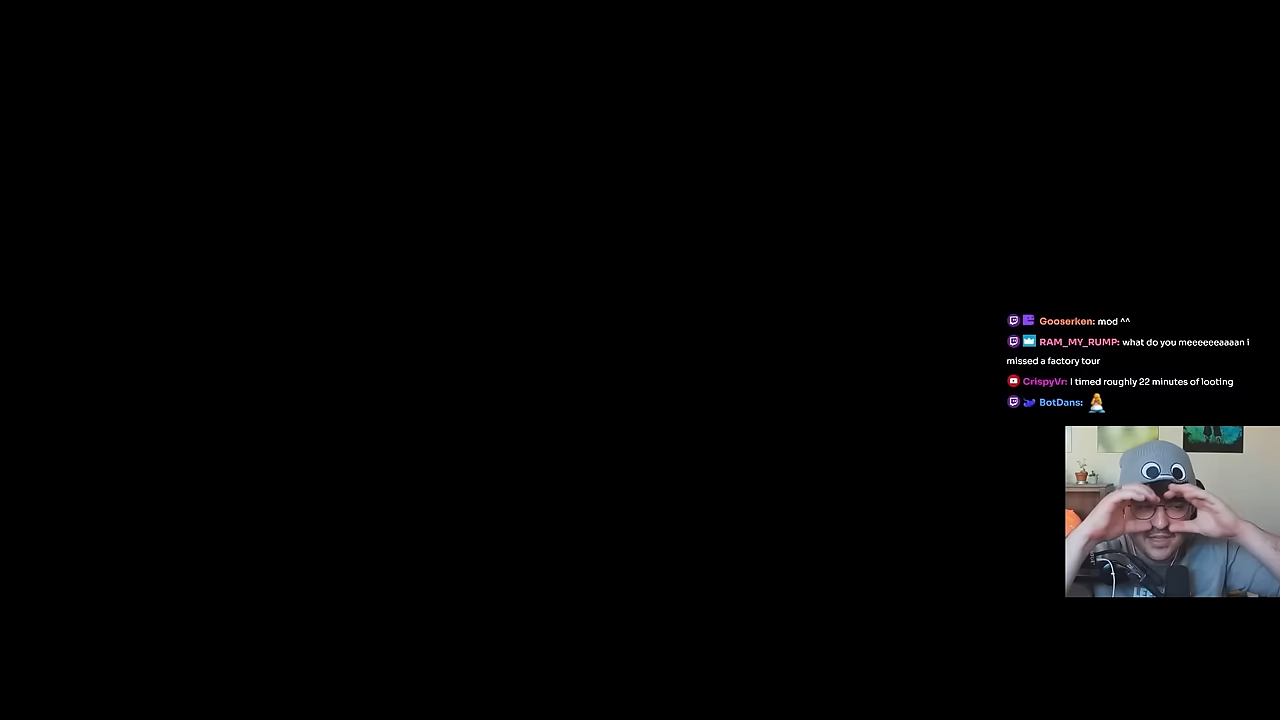 Gooserken: mod ^^
RAM_MY_RUMP: what do you meeeeeeaaaan i
missed a factory tour
CrispyVr: I timed roughly 22 minutes of looting
BotDans: